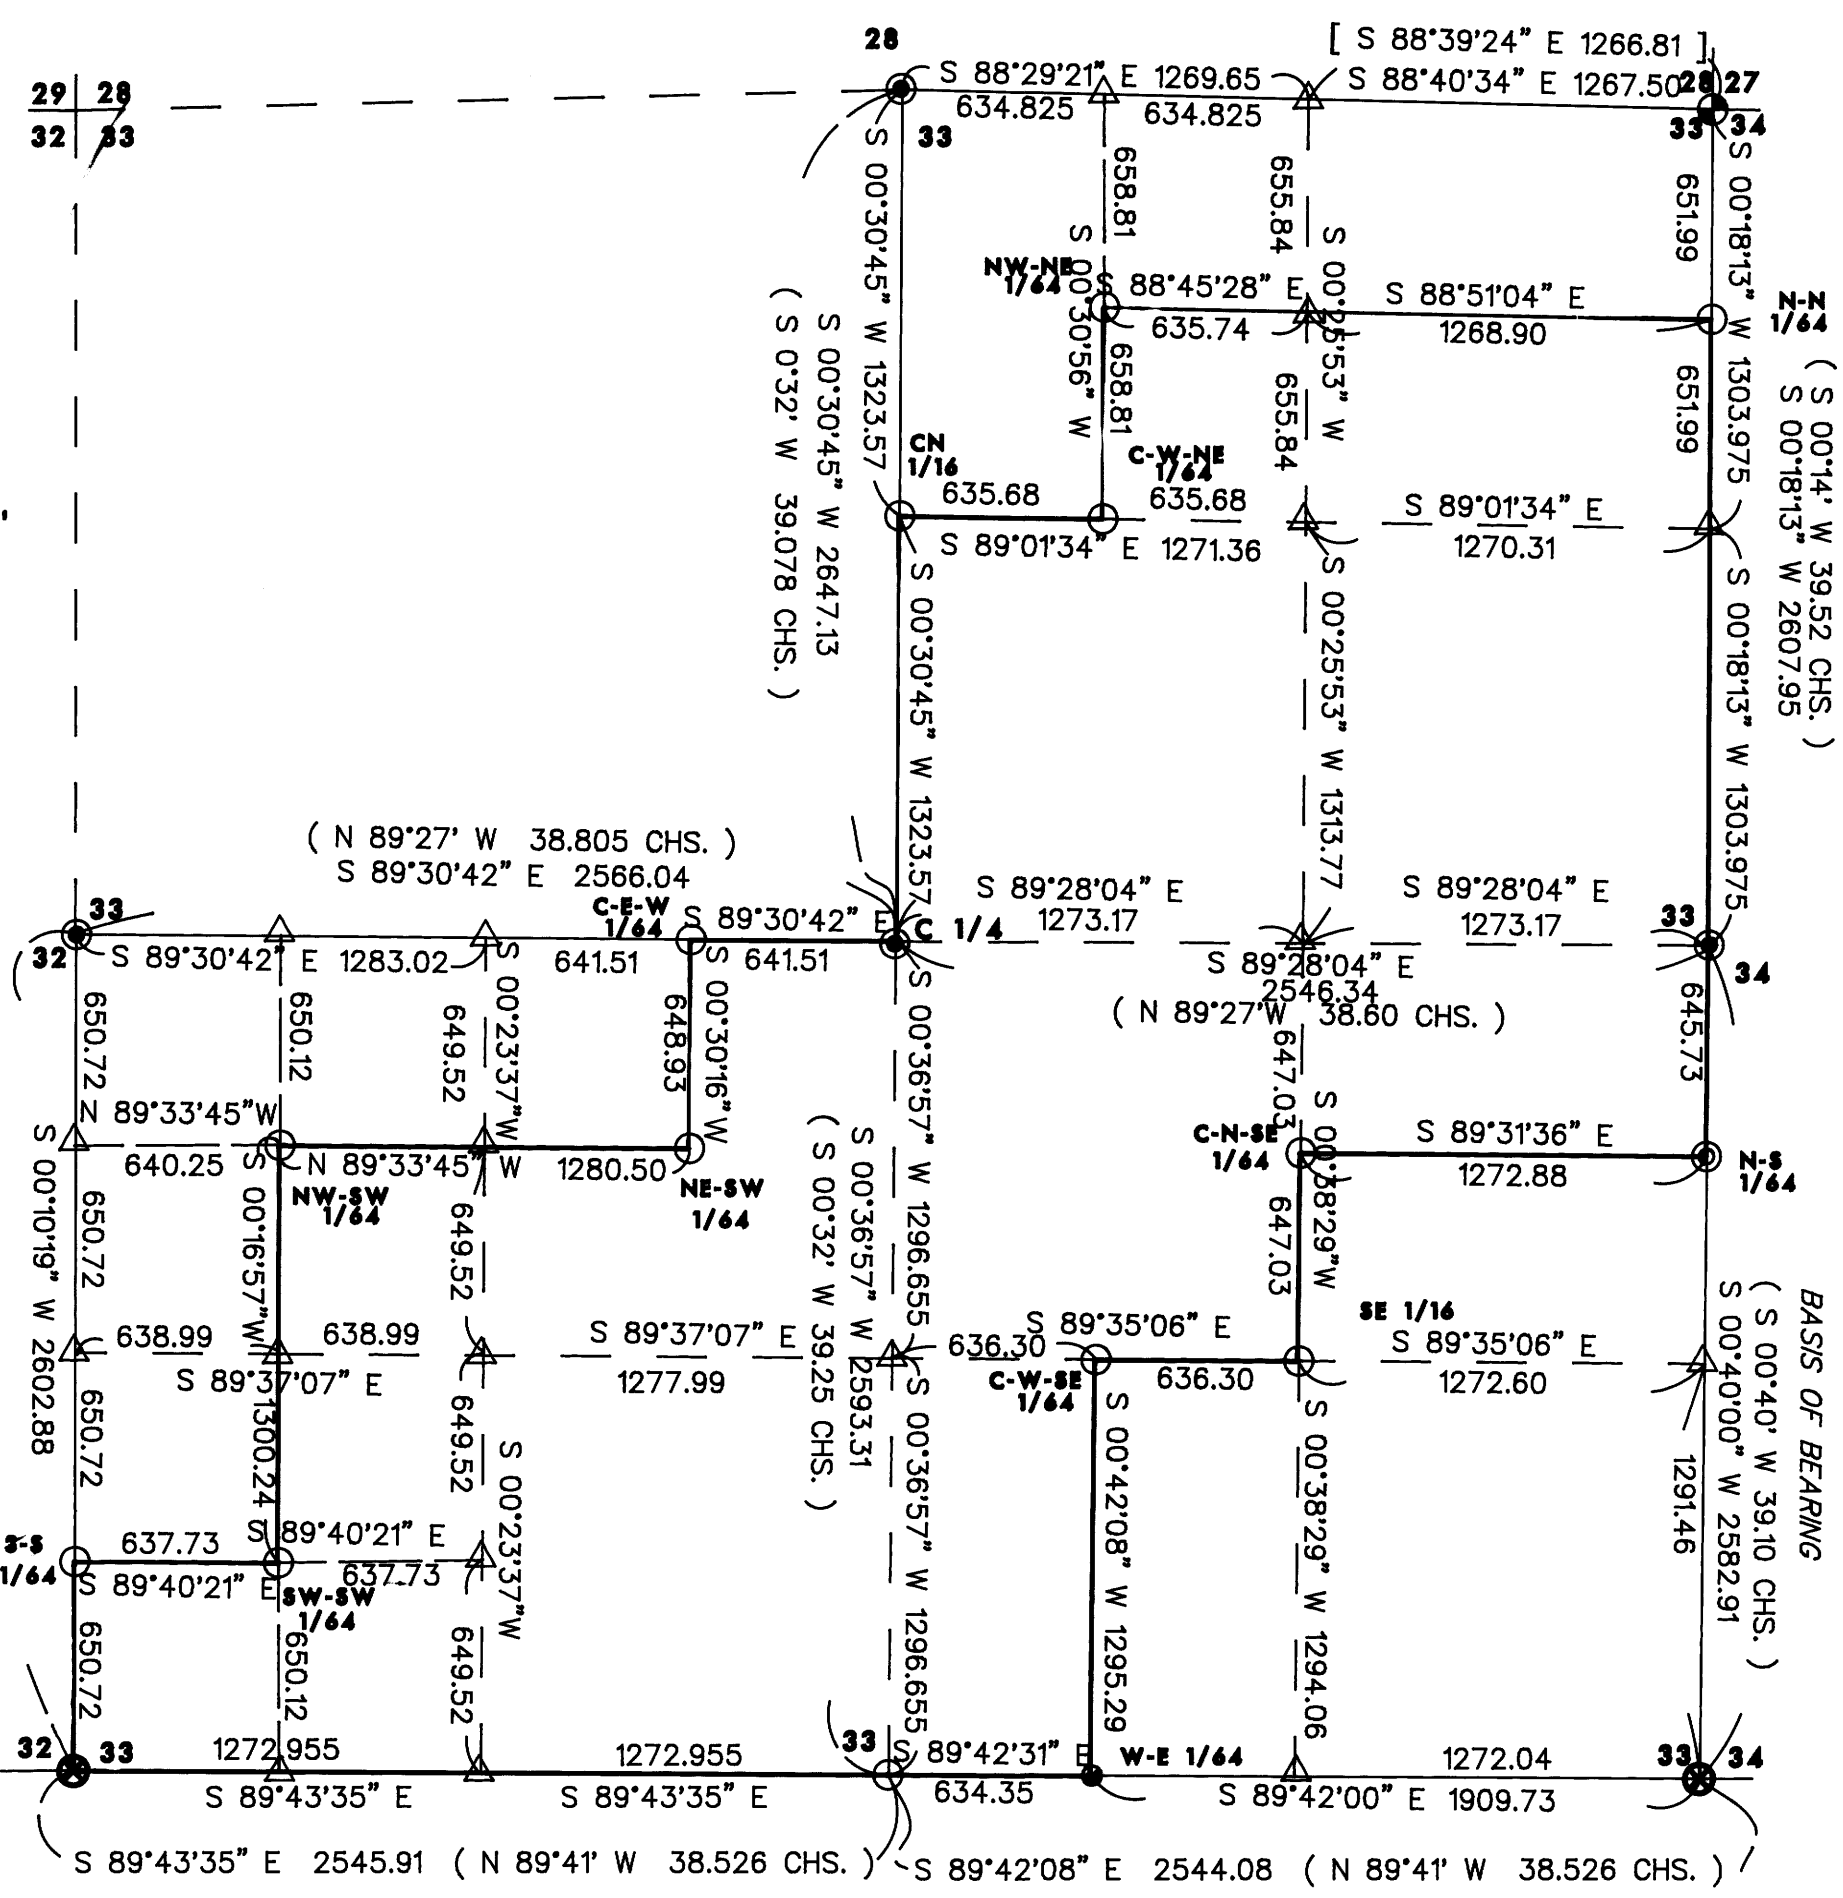 28
[ S 88°39'24" E 1266.81 ]
S 88°29'21" E 1269.65
S 88°40'34" E 1267.50
29 28
28 27
634.825 634.825
32 33
33
33 34
S 00°30'45" W 1323.57
658.81
655.84
651.99
S 00°18'13" W 1303.975
S 00°30'56" W
S 00°25'53" W
NW-NE
1/64
S 88°45'28" E
635.74
S 88°51'04" E
1268.90
N-N
1/64
( S 0°32' W 39.078 CHS. )
S 00°30'45" W 2647.13
658.81
655.84
651.99
( S 00°14' W 39.52 CHS. )
S 00°18'13" W 2607.95
CN
1/16
C-W-NE
1/64
635.68
635.68
S 89°01'34" E 1271.36
S 89°01'34" E
1270.31
S 00°30'45" W 1323.57
S 00°25'53" W 1313.77
S 00°18'13" W 1303.975
( N 89°27' W 38.805 CHS. )
S 89°30'42" E 2566.04
C-E-W
1/64
S 89°30'42" E
S 89°28'04" E
1273.17
S 89°28'04" E
1273.17
33
33
C 1/4
32
S 89°30'42" E 1283.02
641.51
641.51
S 89°28'04" E
2546.34
34
( N 89°27'W 38.60 CHS. )
650.72
650.12
649.52
S 00°23'37"W
648.93
S 00°30'16"W
S 00°36'57" W 1296.655
647.03
S 00°38'29"W
645.73
N 89°33'45"W
640.25
N 89°33'45" W
1280.50
C-N-SE
1/64
S 89°31'36" E
1272.88
N-S
1/64
NW-SW
1/64
NE-SW
1/64
S 00°10'19" W 2602.88
650.72
S 00°16'57"W
1300.24
649.52
( S 00°32' W 39.25 CHS. )
S 00°36'57" W 2593.31
647.03
SE 1/16
BASIS OF BEARING
( S 00°40' W 39.10 CHS. )
S 00°40'00" W 2582.91
638.99
638.99
S 89°37'07" E
S 89°37'07" E
1277.99
636.30
S 89°35'06" E
636.30
S 89°35'06" E
1272.60
C-W-SE
1/64
650.72
649.52
S 00°23'37"W
S 00°36'57" W 1296.655
S 00°42'08" W 1295.29
S 00°38'29" W 1294.06
1291.46
1/64
637.73
S 89°40'21" E
S 89°40'21" E
637.73
SW-SW
1/64
650.72
650.12
649.52
32 33
1272.955
1272.955
33
S 89°42'31" E
W-E 1/64
1272.04
33 34
S 89°43'35" E
S 89°43'35" E
634.35
S 89°42'00" E 1909.73
S 89°43'35" E 2545.91 ( N 89°41' W 38.526 CHS. )
S 89°42'08" E 2544.08 ( N 89°41' W 38.526 CHS. )